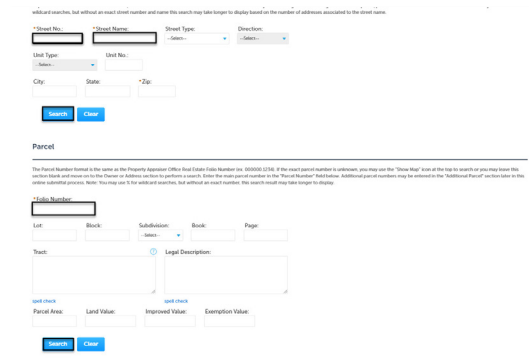 wildcard searches, but without an exact street number and name this search may take longer to display based on the number of addresses associated to the street name.
*Street No.: *Street Name: Street Type: Direction:
--Select-- --Select--
Unit Type: Unit No.:
--Select--
City: State: *Zip:
Search Clear
Parcel
The Parcel Number format is the same as the Property Appraiser Office Real Estate Folio Number (ex. 000000.1234). If the exact parcel number is unknown, you may use the "Show Map" icon at the top to search or you may leave this
section blank and move on to the Owner or Address section to perform a search. Enter the main parcel number in the "Parcel Number" field below. Additional parcel numbers may be entered in the "Additional Parcel" section later in this
online submittal process. Note: You may use % for wildcard searches, but without an exact number, this search result may take longer to display.
*Folio Number:
Lot: Block: Subdivision: Book: Page:
--Select--
Tract: Legal Description:
spell check spell check
Parcel Area: Land Value: Improved Value: Exemption Value:
Search Clear